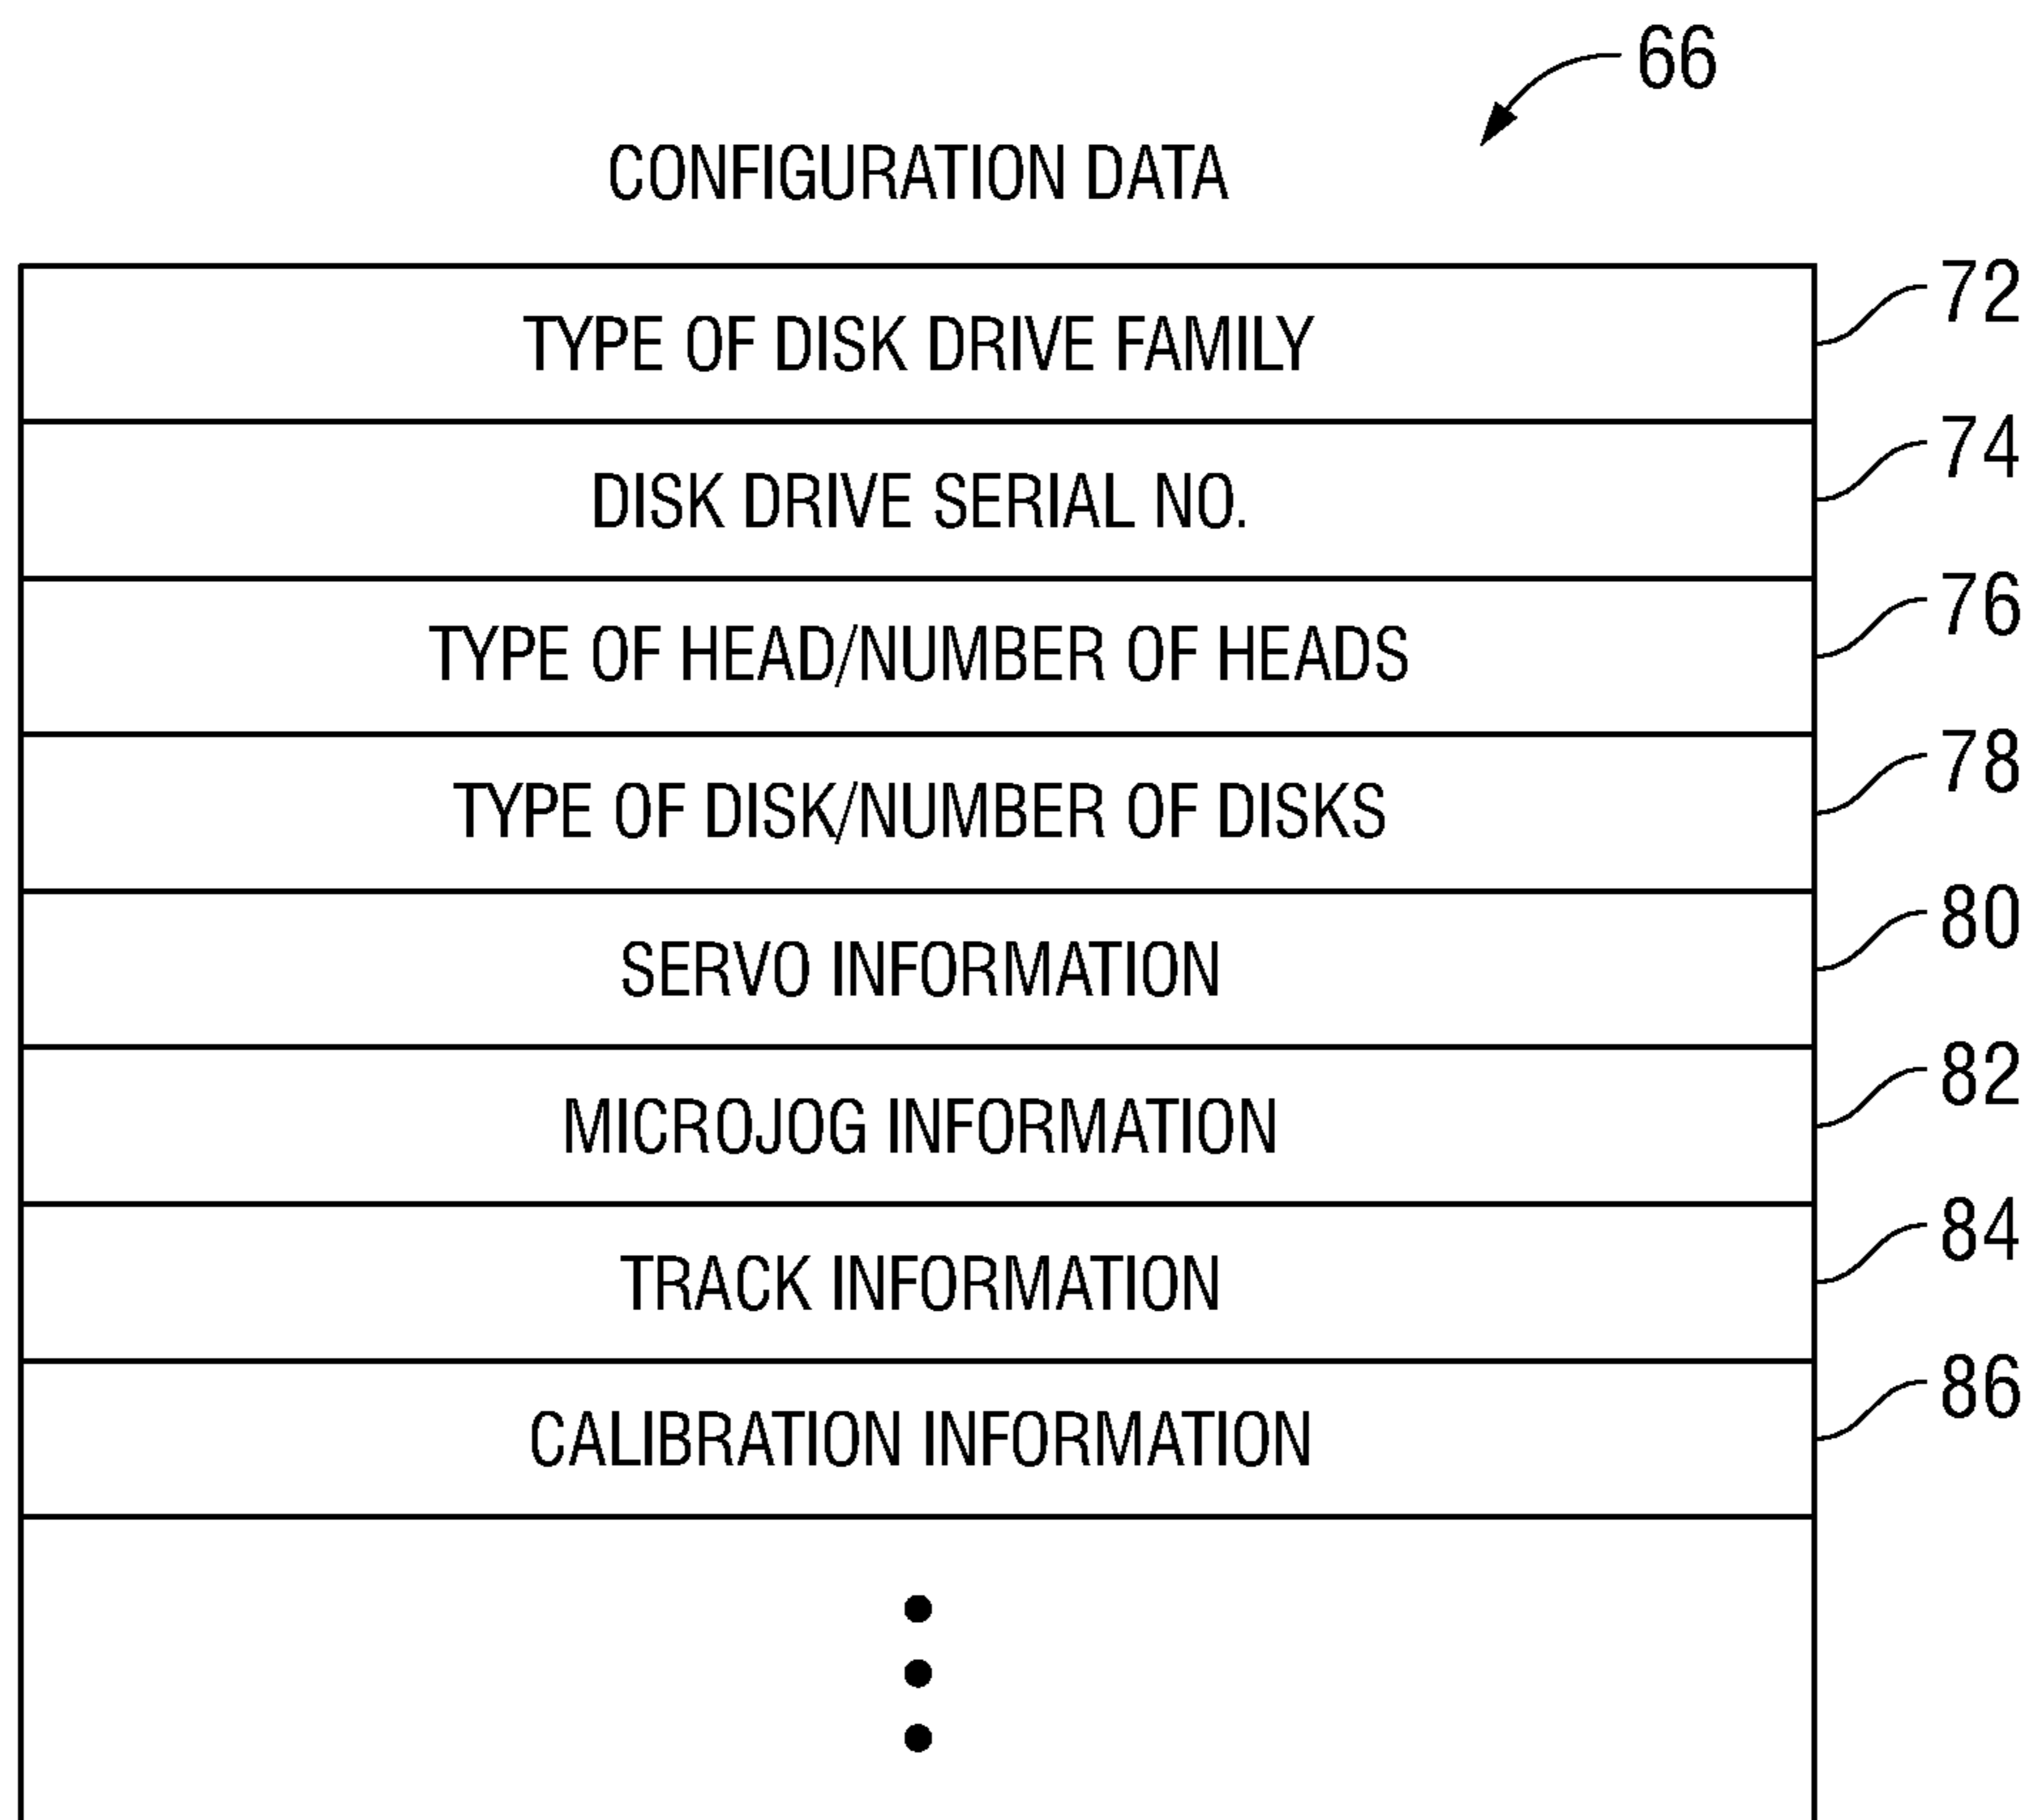 66
CONFIGURATION DATA
TYPE OF DISK DRIVE FAMILY 72
DISK DRIVE SERIAL NO. 74
TYPE OF HEAD/NUMBER OF HEADS 76
TYPE OF DISK/NUMBER OF DISKS 78
SERVO INFORMATION 80
MICROJOG INFORMATION 82
TRACK INFORMATION 84
CALIBRATION INFORMATION 86